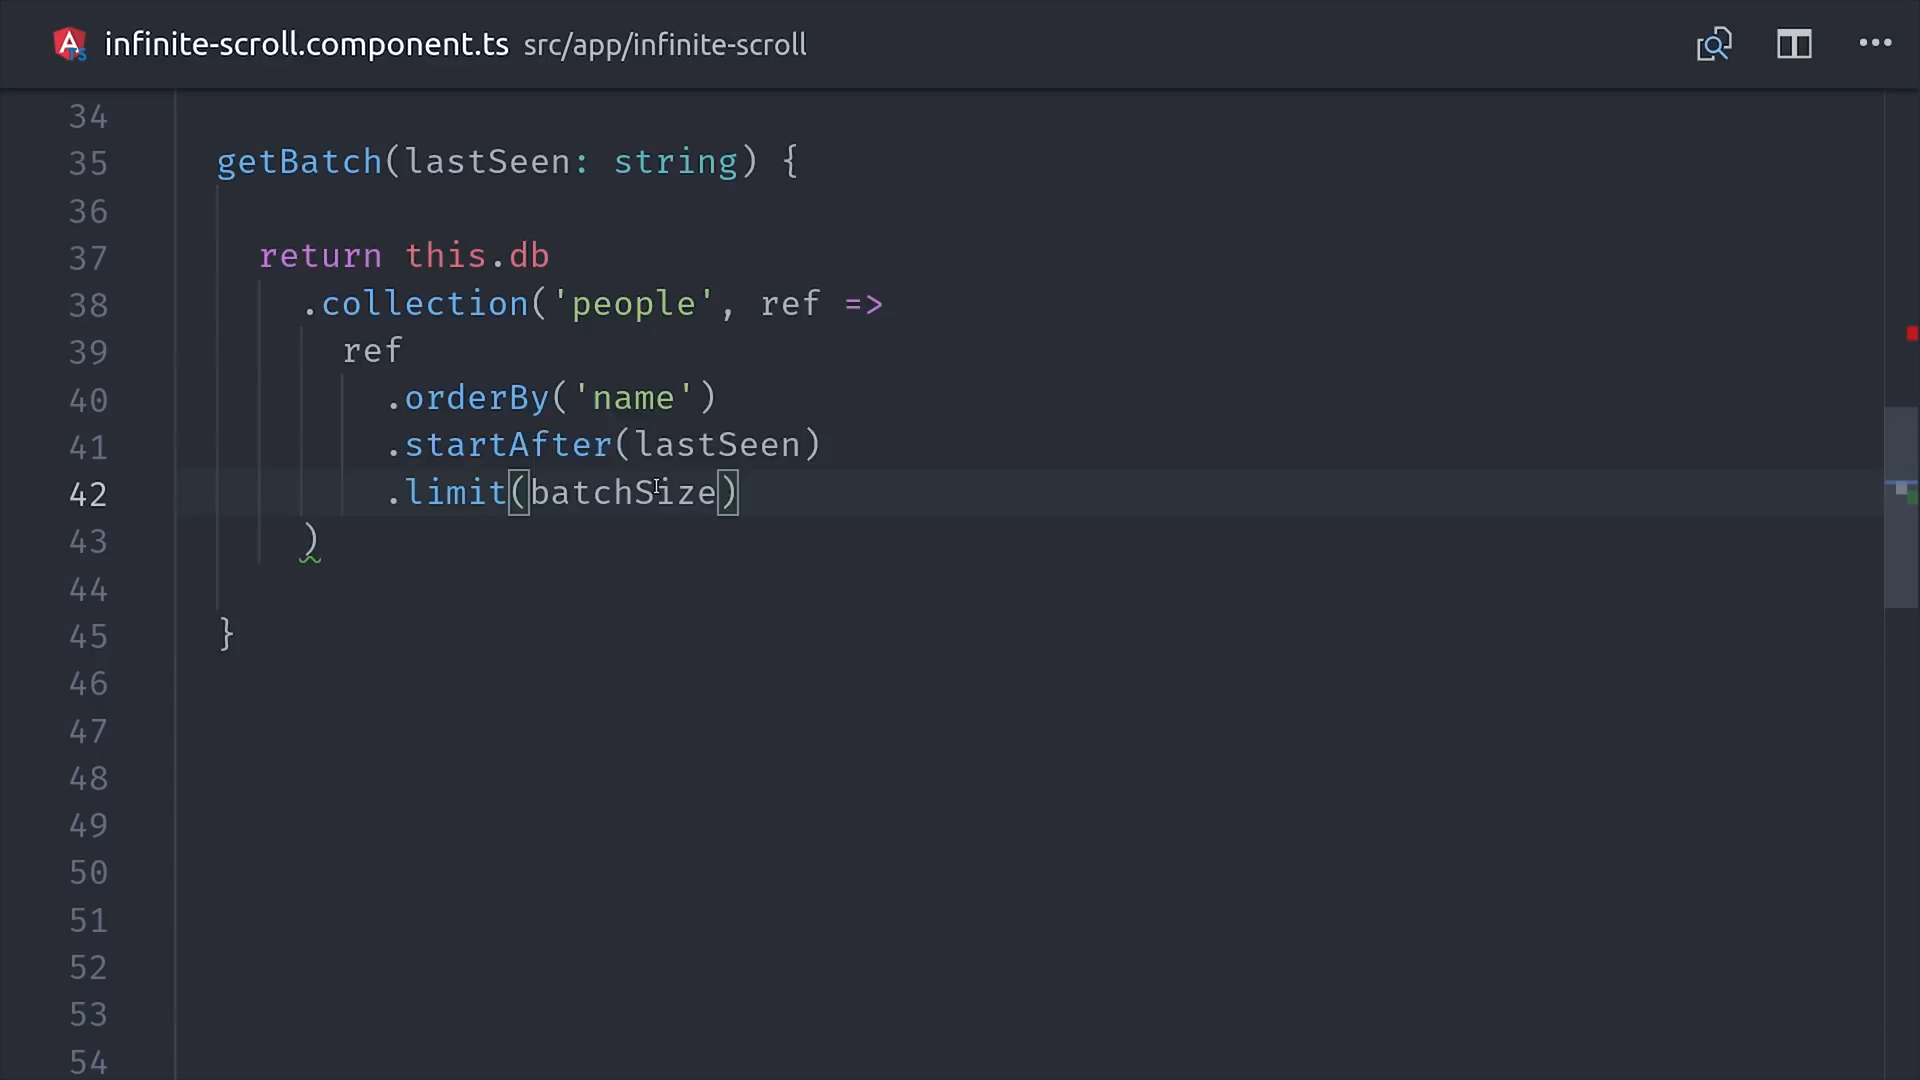 infinite-scroll.component.ts src/app/infinite-scroll
34
35 getBatch(lastSeen: string) {
36
37 return this.db
38 .collection('people', ref =>
39 ref
40 .orderBy('name')
41 .startAfter(lastSeen)
42 .limit(batchSize)
43 )
44
45 }
46
47
48
49
50
51
52
53
54